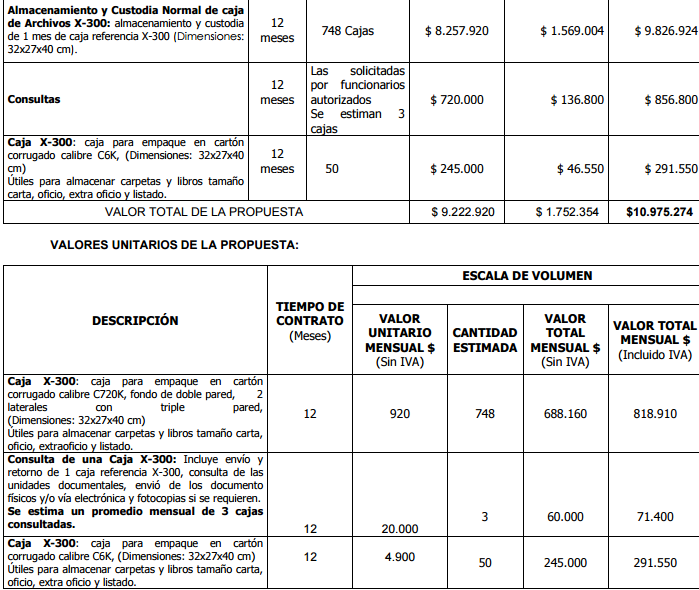 Almacenamiento y Custodia Normal de caja
de Archivos X-300: almacenamiento y custodia
de 1 mes de caja referencia X-300 (Dimensiones:
32x27x40 cm).
12
meses
748 Cajas
$ 8.257.920
$ 1.569.004
$ 9.826.924
Consultas
12
meses
Las solicitadas
por funcionarios
autorizados
Se estiman 3
cajas
$ 720.000
$ 136.800
$ 856.800
Caja X-300: caja para empaque en cartón
corrugado calibre C6K, (Dimensiones: 32x27x40
cm)
Útiles para almacenar carpetas y libros tamaño
carta, oficio, extra oficio y listado.
12
meses
50
$ 245.000
$ 46.550
$ 291.550
VALOR TOTAL DE LA PROPUESTA
$ 9.222.920
$ 1.752.354
$10.975.274
VALORES UNITARIOS DE LA PROPUESTA:
DESCRIPCIÓN
TIEMPO DE
CONTRATO
(Meses)
ESCALA DE VOLUMEN
VALOR
UNITARIO
MENSUAL $
(Sin IVA)
CANTIDAD
ESTIMADA
VALOR
TOTAL
MENSUAL $
(Sin IVA)
VALOR TOTAL
MENSUAL $
(Incluido IVA)
Caja X-300: caja para empaque en cartón
corrugado calibre C720K, fondo de doble pared, 2
laterales con triple pared,
(Dimensiones: 32x27x40 cm)
Útiles para almacenar carpetas y libros tamaño carta,
oficio, extraoficio y listado.
12
920
748
688.160
818.910
Consulta de una Caja X-300: Incluye envío y
retorno de 1 caja referencia X-300, consulta de las
unidades documentales, envió de los documento
físicos y/o vía electrónica y fotocopias si se requieren.
Se estima un promedio mensual de 3 cajas
consultadas.
12
20.000
3
60.000
71.400
Caja X-300: caja para empaque en cartón
corrugado calibre C6K, (Dimensiones: 32x27x40 cm)
Útiles para almacenar carpetas y libros tamaño carta,
oficio, extra oficio y listado.
12
4.900
50
245.000
291.550